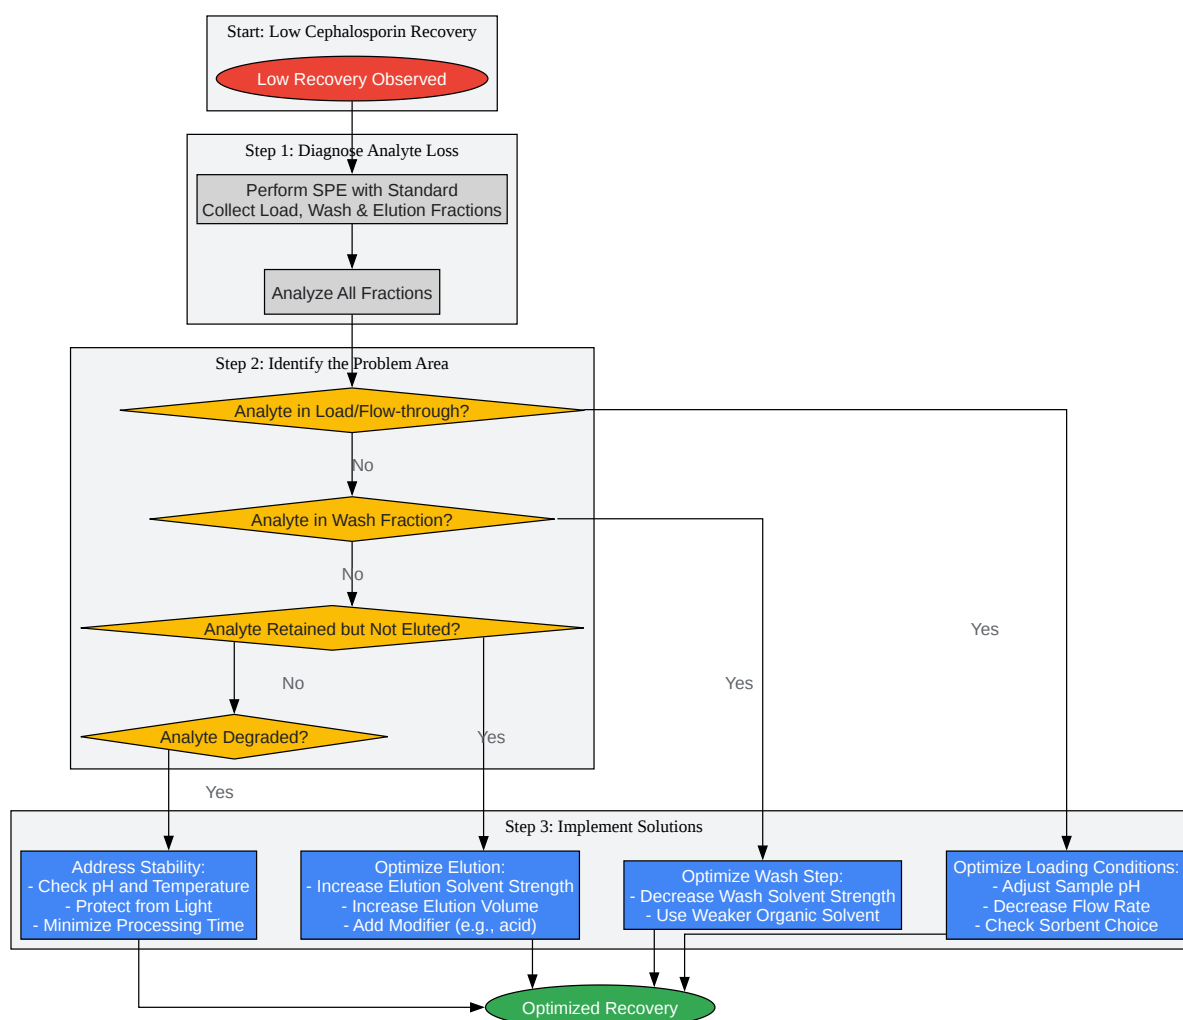 Start: Low Cephalosporin Recovery
Low Recovery Observed
Step 1: Diagnose Analyte Loss
Perform SPE with Standard
Collect Load, Wash & Elution Fractions
Analyze All Fractions
Step 2: Identify the Problem Area
Analyte in Load/Flow-through?
No
Analyte in Wash Fraction?
No
Analyte Retained but Not Eluted?
Yes
No
Yes
Analyte Degraded?
Yes
Yes
Step 3: Implement Solutions
Address Stability:
- Check pH and Temperature
- Protect from Light
- Minimize Processing Time
Optimize Elution:
- Increase Elution Solvent Strength
- Increase Elution Volume
- Add Modifier (e.g., acid)
Optimize Wash Step:
- Decrease Wash Solvent Strength
- Use Weaker Organic Solvent
Optimize Loading Conditions:
- Adjust Sample pH
- Decrease Flow Rate
- Check Sorbent Choice
Optimized Recovery